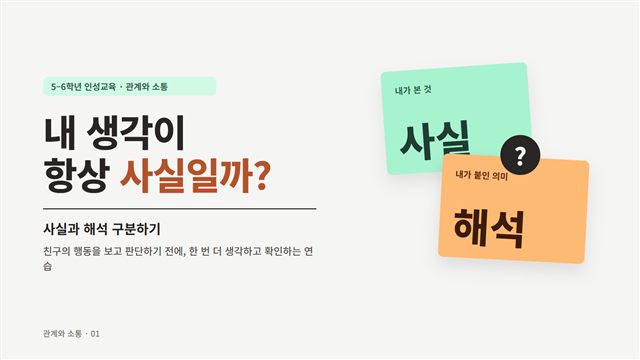 5–6학년 인성교육 · 관계와 소통
내 생각이
항상 사실일까?
사실과 해석 구분하기
친구의 행동을 보고 판단하기 전에, 한 번 더 생각하고 확인하는 연
습
내가 본 것
사실
?
내가 붙인 의미
해석
관계와 소통 · 01